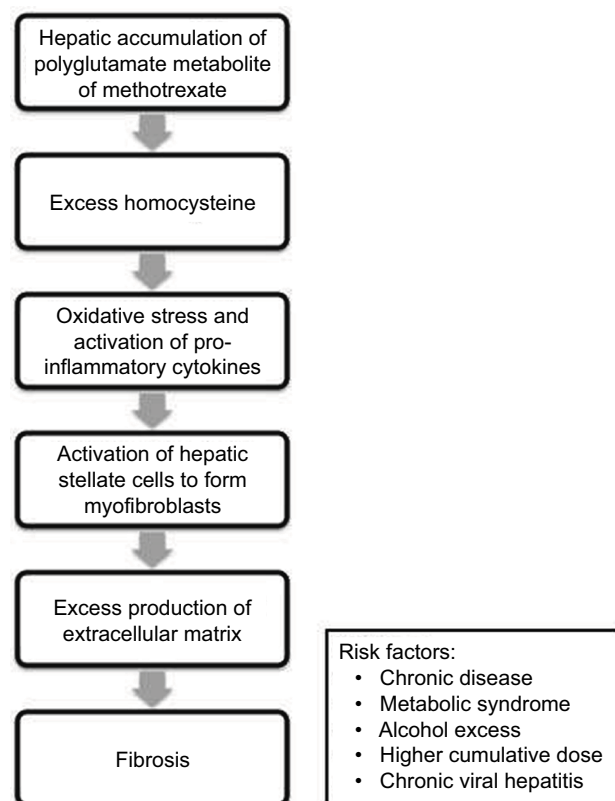 Hepatic accumulation of
polyglutamate metabolite
of methotrexate
Excess homocysteine
Oxidative stress and
activation of pro-
inflammatory cytokines
Activation of hepatic
stellate cells to form
myofibroblasts
Excess production of
extracellular matrix
Fibrosis
Risk factors:
• Chronic disease
• Metabolic syndrome
• Alcohol excess
• Higher cumulative dose
• Chronic viral hepatitis